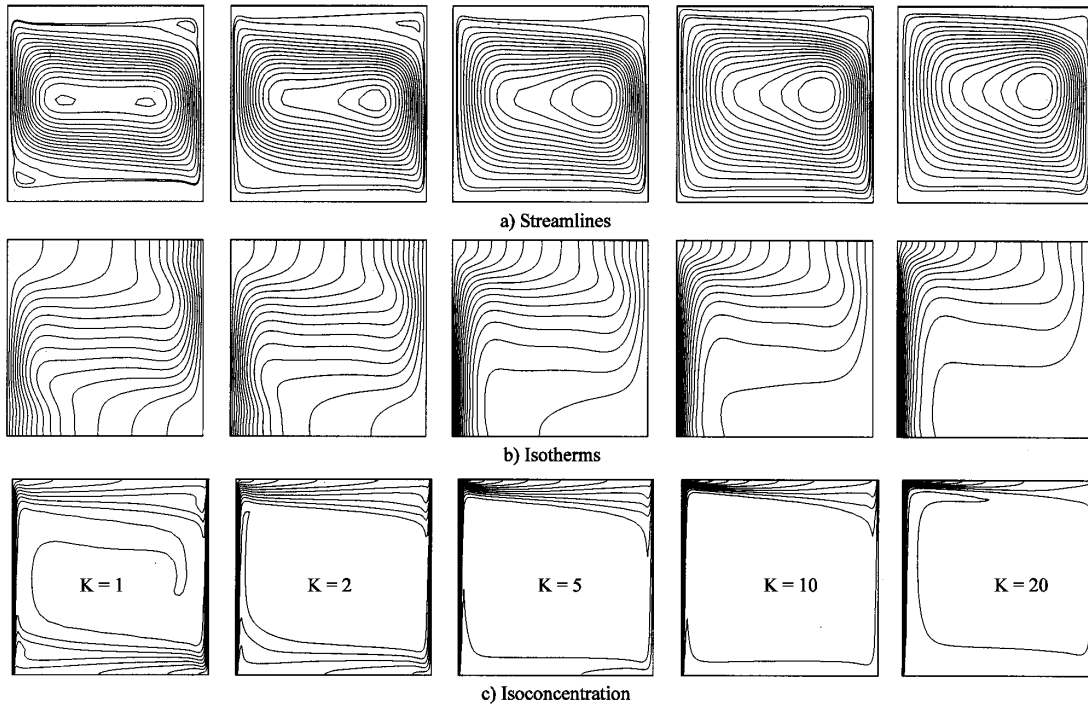 a) Streamlines
b) Isotherms
K = 1
K = 2
K = 5
K = 10
K = 20
c) Isoconcentration